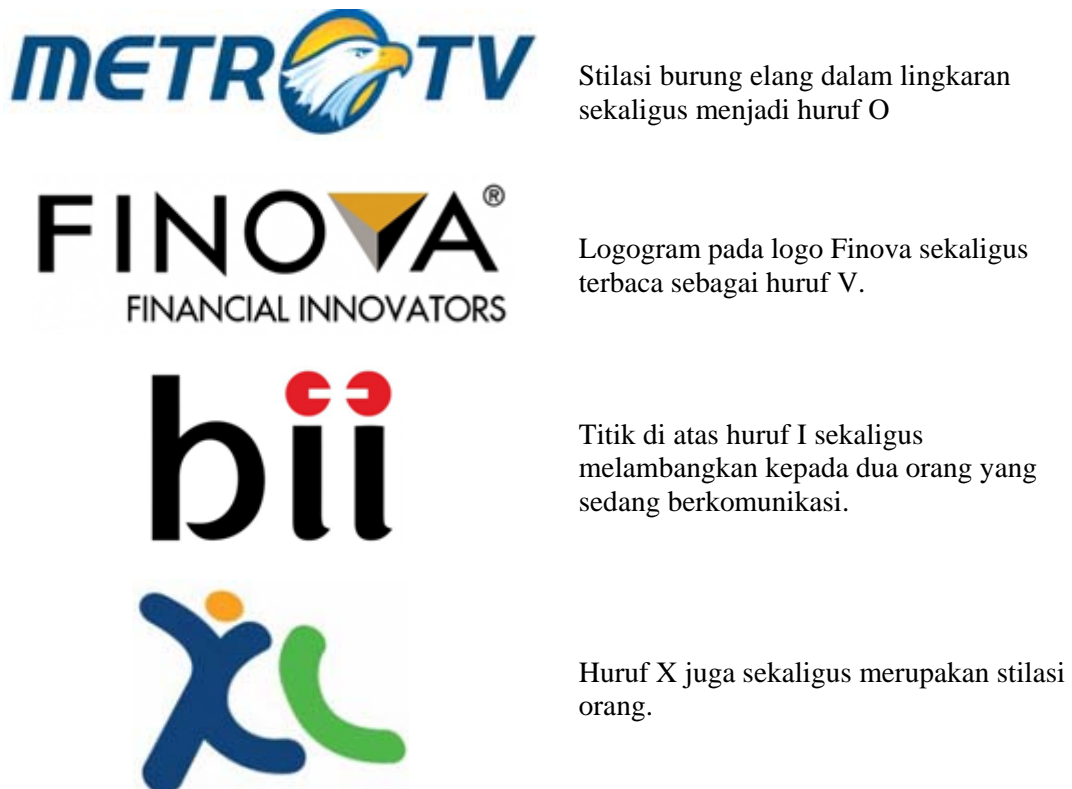 METRO TV
Stilasi burung elang dalam lingkaran
sekaligus menjadi huruf O
FINOVA®
FINANCIAL INNOVATORS
Logogram pada logo Finova sekaligus
terbaca sebagai huruf V.
bii
Titik di atas huruf I sekaligus
melambangkan kepada dua orang yang
sedang berkomunikasi.
XL
Huruf X juga sekaligus merupakan stilasi
orang.